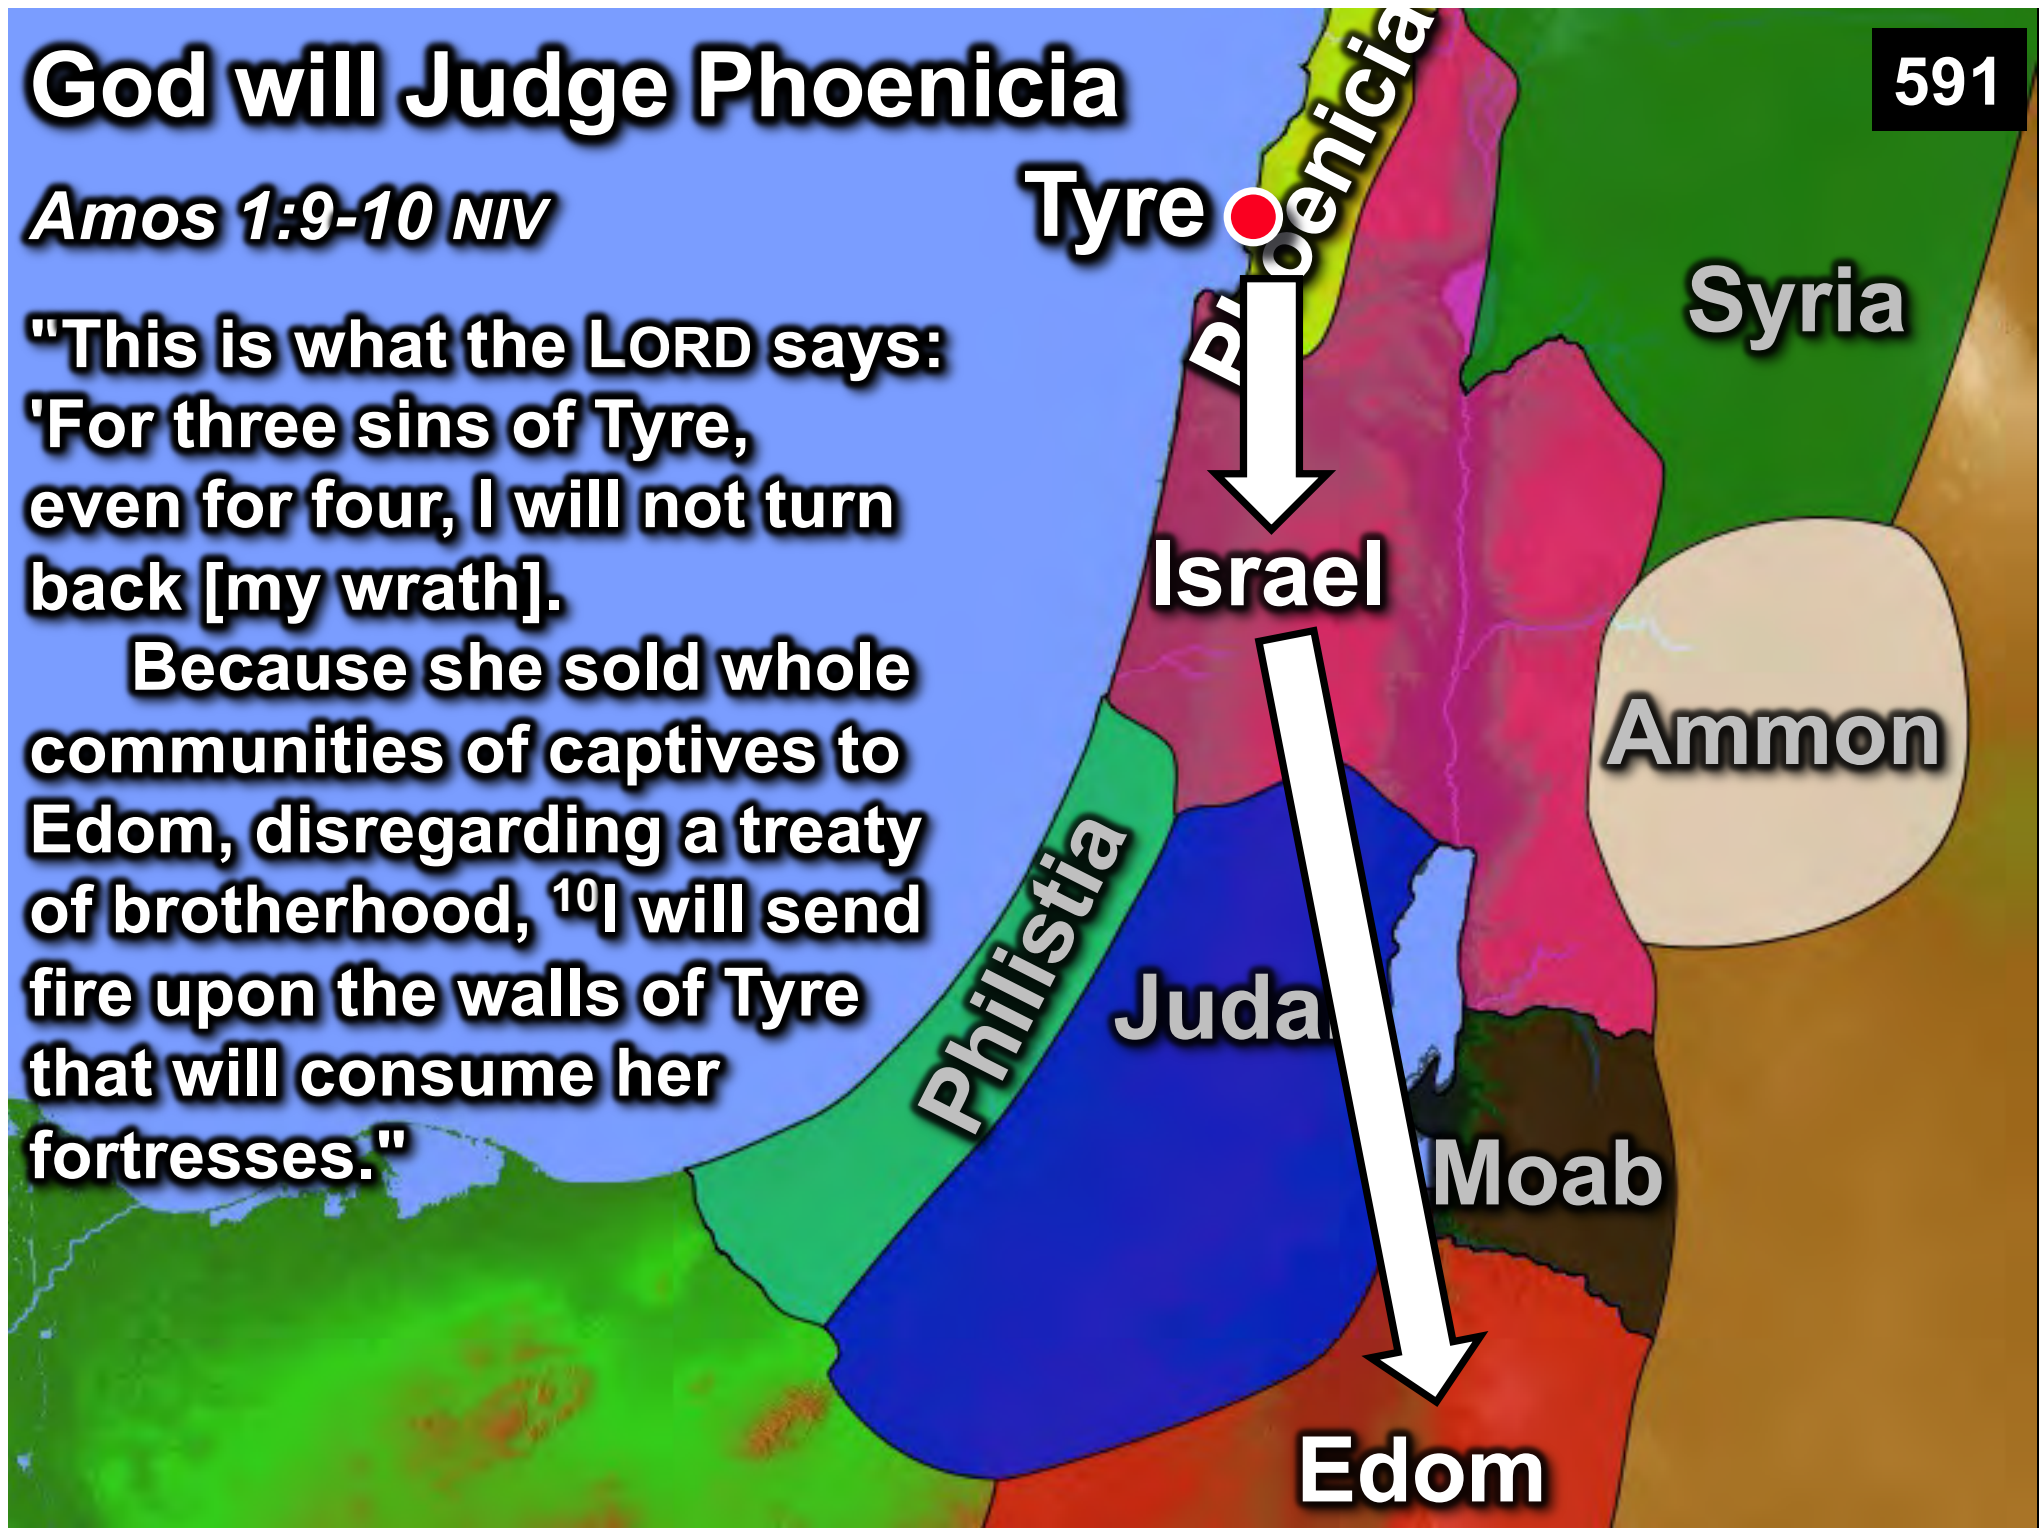 God will Judge Phoenicia
591
Amos 1:9-10 NIV
"This is what the LORD says:
'For three sins of Tyre,
even for four, I will not turn
back [my wrath].
Because she sold whole
communities of captives to
Edom, disregarding a treaty
of brotherhood, 10I will send
fire upon the walls of Tyre
that will consume her
fortresses."
Phoenicia
Tyre
Syria
Israel
Ammon
Philistia
Juda
Moab
Edom